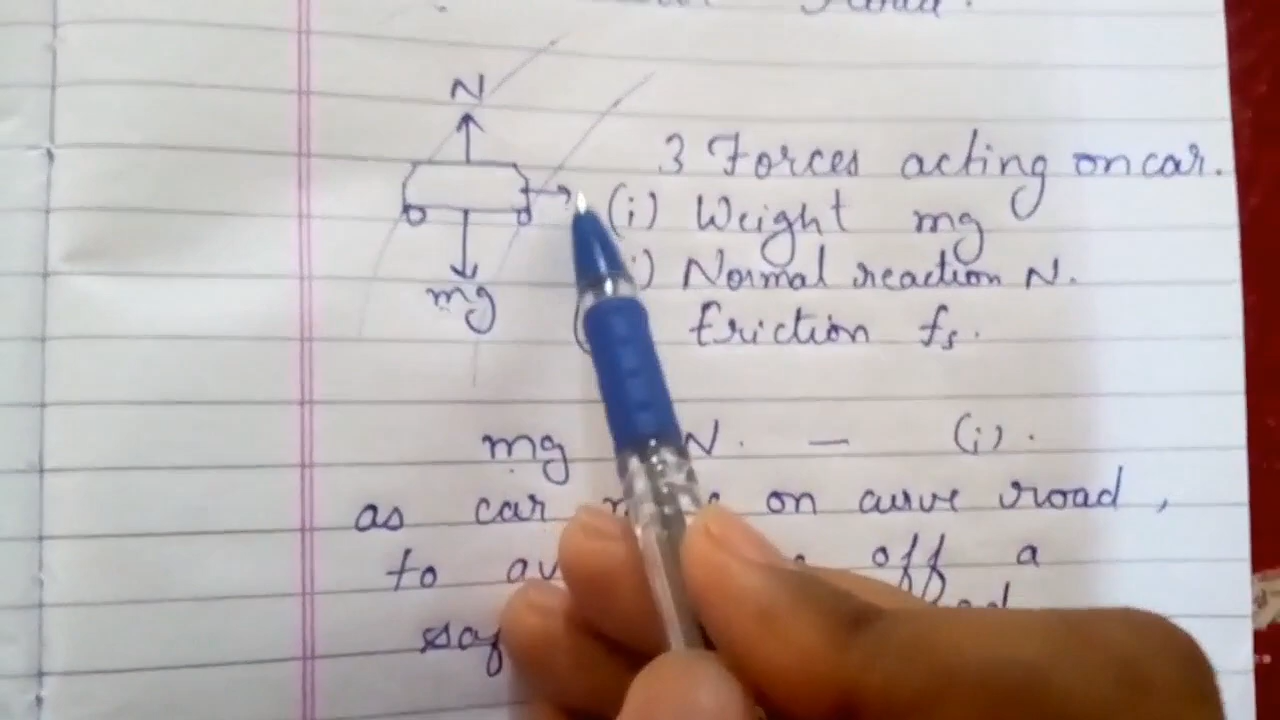 N
3 Forces acting on car.
(i) Weight mg
Normal reaction N.
mg
friction fs.
mg N. — (i).
as car on curve road,
to off a